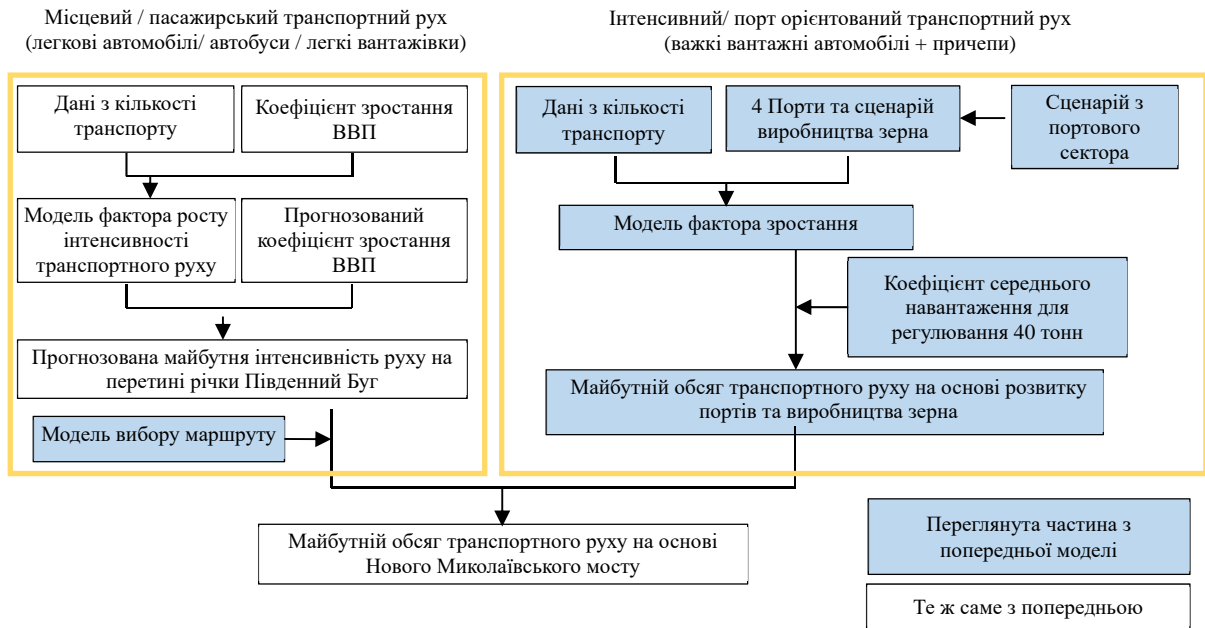 Місцевий / пасажирський транспортний рух
(легкові автомобілі/ автобуси / легкі вантажівки)
Інтенсивний/ порт орієнтований транспортний рух
(важкі вантажні автомобілі + причепи)
Дані з кількості
транспорту
Коефіцієнт зростання
ВВП
Модель фактора росту
інтенсивності
транспортного руху
Прогнозований
коефіцієнт зростання
ВВП
Прогнозована майбутня інтенсивність руху на
перетині річки Південний Буг
Модель вибору маршруту
Дані з кількості
транспорту
4 Порти та сценарій
виробництва зерна
Сценарій з
портового
сектора
Модель фактора зростання
Коефіцієнт середнього
навантаження для
регулювання 40 тонн
Майбутній обсяг транспортного руху на основі розвитку
портів та виробництва зерна
Майбутній обсяг транспортного руху на основі
Нового Миколаївського мосту
Переглянута частина з
попередньої моделі
Те ж саме з попередньою